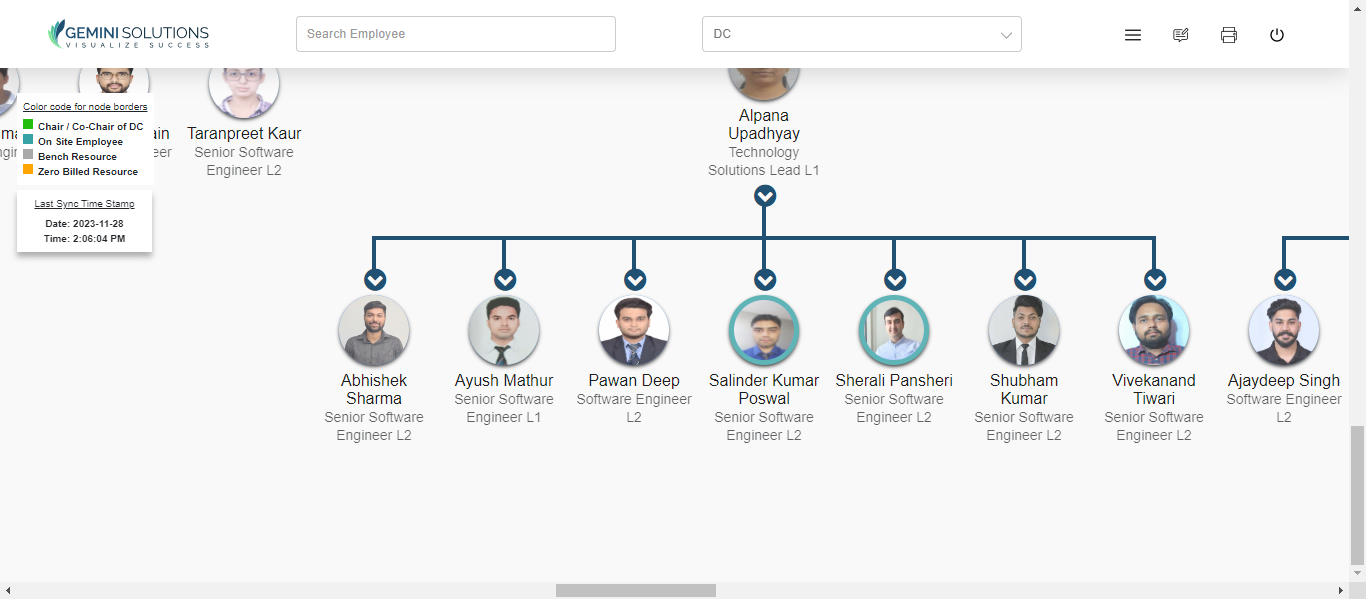 GEMINI SOLUTIONS
VISUALIZE SUCCESS
Search Employee
DC
Color code for node borders
Chair / Co-Chair of DC
On Site Employee
Bench Resource
Zero Billed Resource
Last Sync Time Stamp
Date: 2023-11-28
Time: 2:06:04 PM
Taranpreet Kaur
Senior Software
Engineer L2
Alpana
Upadhyay
Technology
Solutions Lead L1
Abhishek
Sharma
Senior Software
Engineer L2
Ayush Mathur
Senior Software
Engineer L1
Pawan Deep
Software Engineer
L2
Salinder Kumar
Poswal
Senior Software
Engineer L2
Sherali Pansheri
Senior Software
Engineer L2
Shubham
Kumar
Senior Software
Engineer L2
Vivekanand
Tiwari
Senior Software
Engineer L2
Ajaydeep Singh
Software Engineer
L2